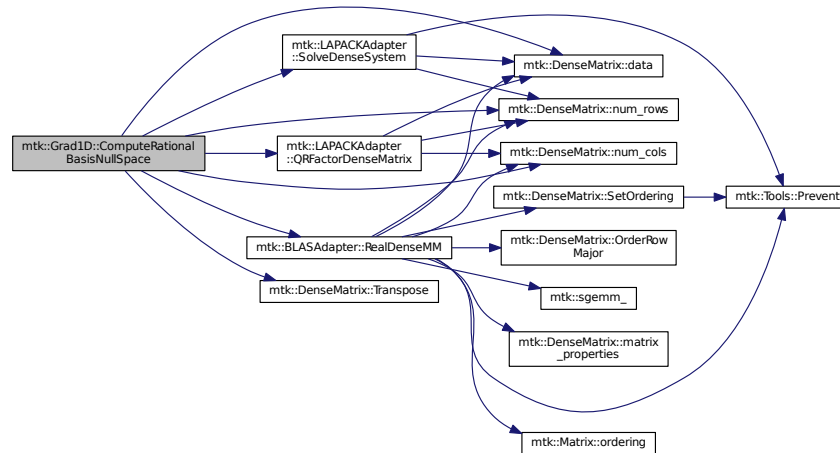 mtk::LAPACKAdapter
::SolveDenseSystem
mtk::DenseMatrix::data
mtk::DenseMatrix::num_rows
mtk::Grad1D::ComputeRational
BasisNullSpace
mtk::LAPACKAdapter
::QRFactorDenseMatrix
mtk::DenseMatrix::num_cols
mtk::DenseMatrix::SetOrdering
mtk::Tools::Prevent
mtk::BLASAdapter::RealDenseMM
mtk::DenseMatrix::OrderRow
Major
mtk::DenseMatrix::Transpose
mtk::sgemm_
mtk::DenseMatrix::matrix
_properties
mtk::Matrix::ordering